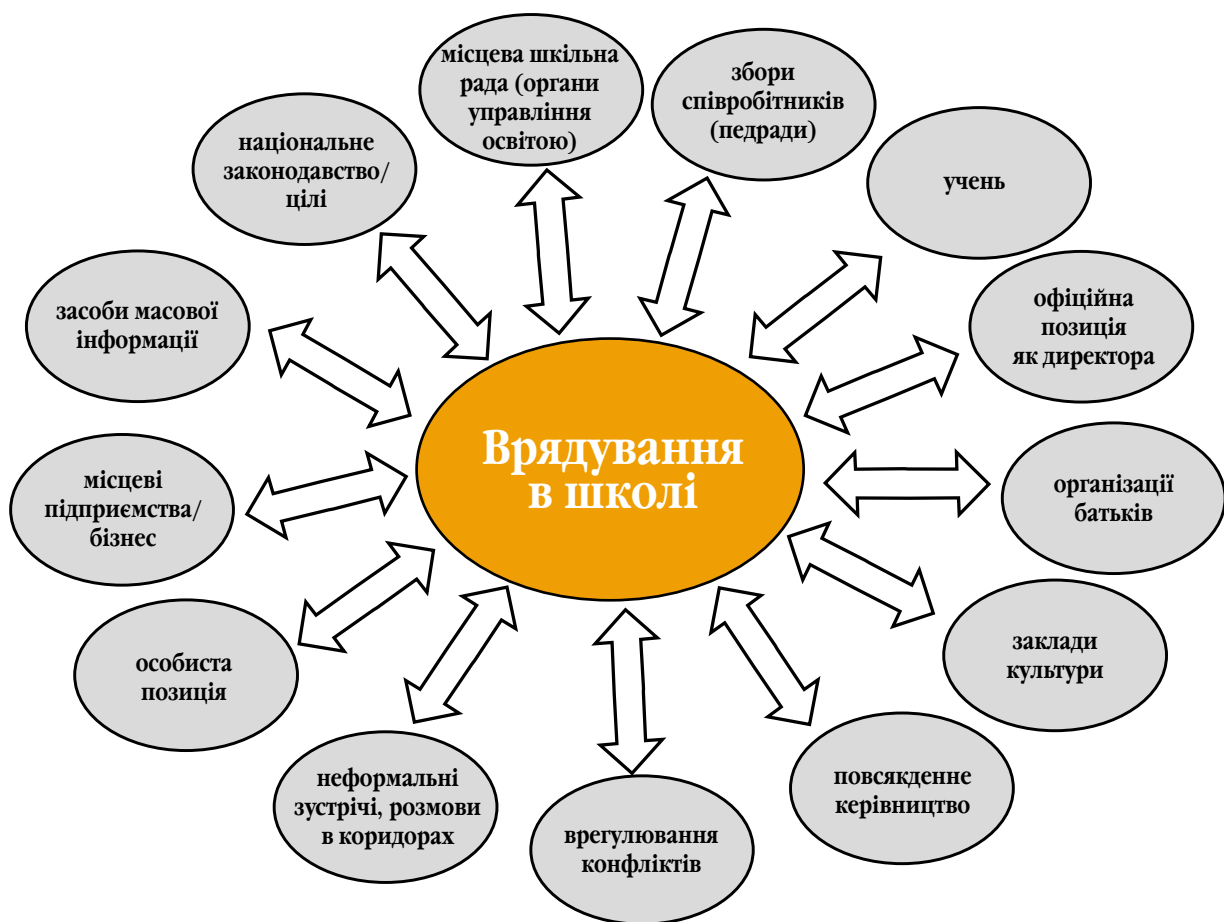 місцева шкільна
рада (органи
управління
освітою)
збори
співробітників
(педради)
національне
законодавство/
цілі
учень
засоби масової
інформації
офіційна
позиція
як директора
Врядування
в школі
місцеві
підприємства/
бізнес
організації
батьків
особиста
позиція
заклади
культури
неформальні
зустрічі, розмови
в коридорах
врегулювання
конфліктів
повсякденне
керівництво